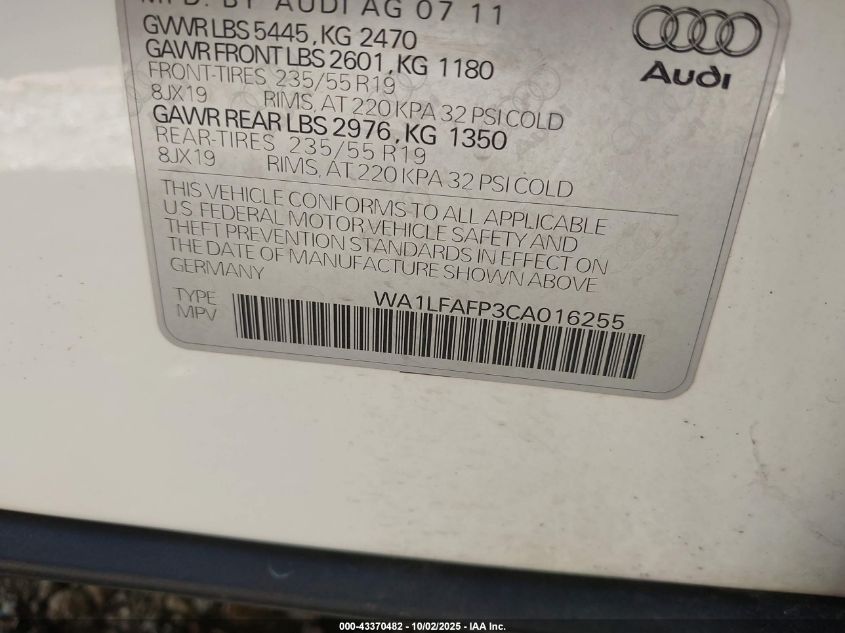 MFD. BY AUDI AG 07 11
GVWR LBS 5445, KG 2470
GAWR FRONT LBS 2601, KG 1180
FRONT-TIRES 235/55 R19
8JX19 RIMS, AT 220 KPA 32 PSI COLD
GAWR REAR LBS 2976, KG 1350
REAR-TIRES 235/55 R19
8JX19 RIMS, AT 220 KPA 32 PSI COLD
Audi
THIS VEHICLE CONFORMS TO ALL APPLICABLE
U.S. FEDERAL MOTOR VEHICLE SAFETY AND
THEFT PREVENTION STANDARDS IN EFFECT ON
THE DATE OF MANUFACTURE SHOWN ABOVE
GERMANY
TYPE WA1LFAFP3CA016255
MPV
000-43370482 - 10/02/2025 - IAA Inc.